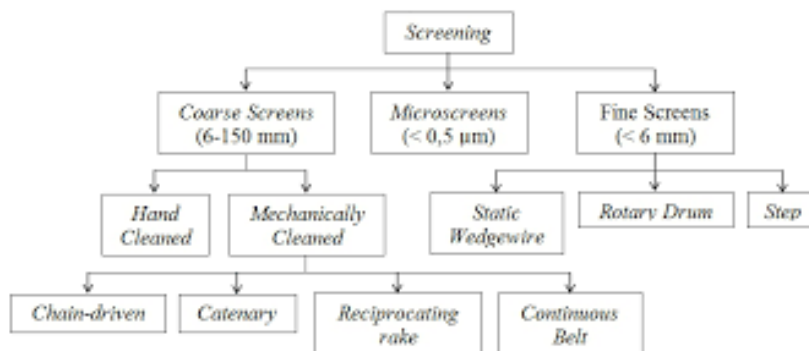 Screening
Coarse Screens
(6-150 mm)
Microscreens
(< 0,5 µm)
Fine Screens
(< 6 mm)
Hand
Cleaned
Mechanically
Cleaned
Static
Wedgewire
Rotary Drum
Step
Chain-driven
Catenary
Reciprocating
rake
Continuous
Belt